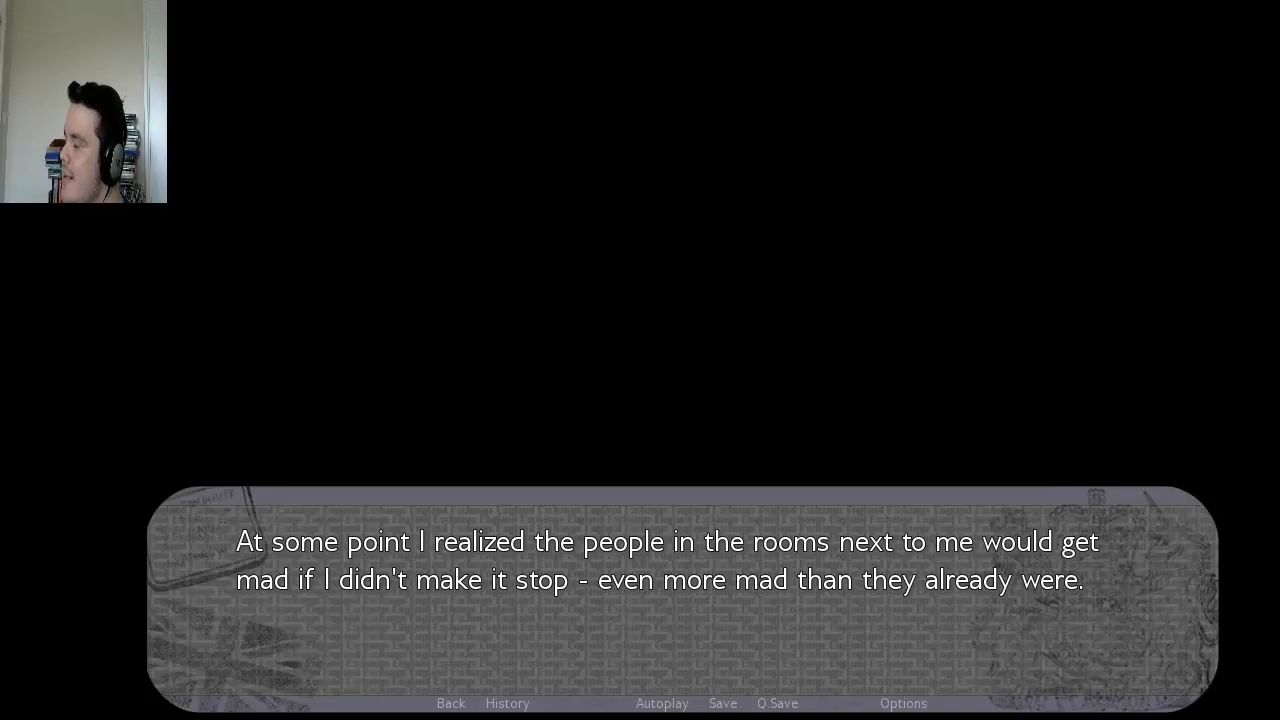 At some point I realized the people in the rooms next to me would get
mad if I didn't make it stop - even more mad than they already were.
Back History Autoplay Save Q.Save Options